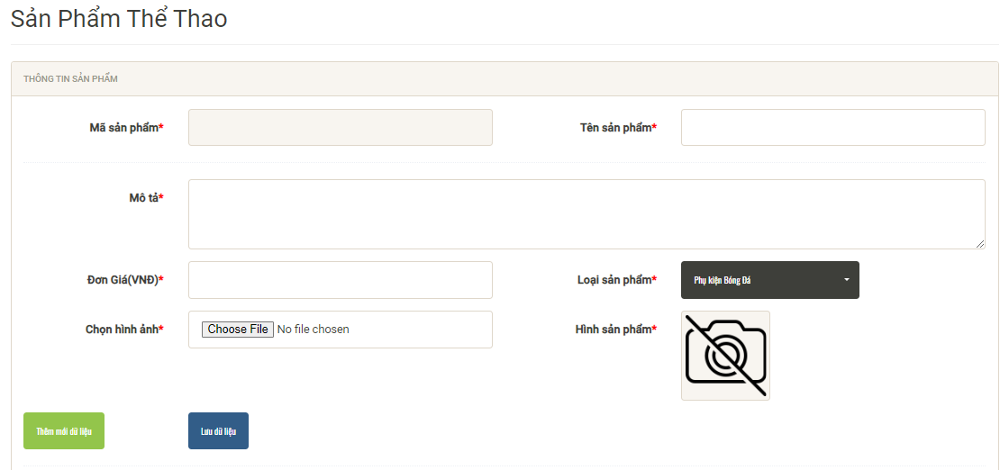 Sản Phẩm Thể Thao
THÔNG TIN SẢN PHẨM
Mã sản phẩm*
Tên sản phẩm*
Mô tả*
Đơn Giá(VNĐ)*
Loại sản phẩm*
Phụ kiện Bóng Đá
Chọn hình ảnh*
Choose File No file chosen
Hình sản phẩm*
Thêm mới dữ liệu
Lưu dữ liệu